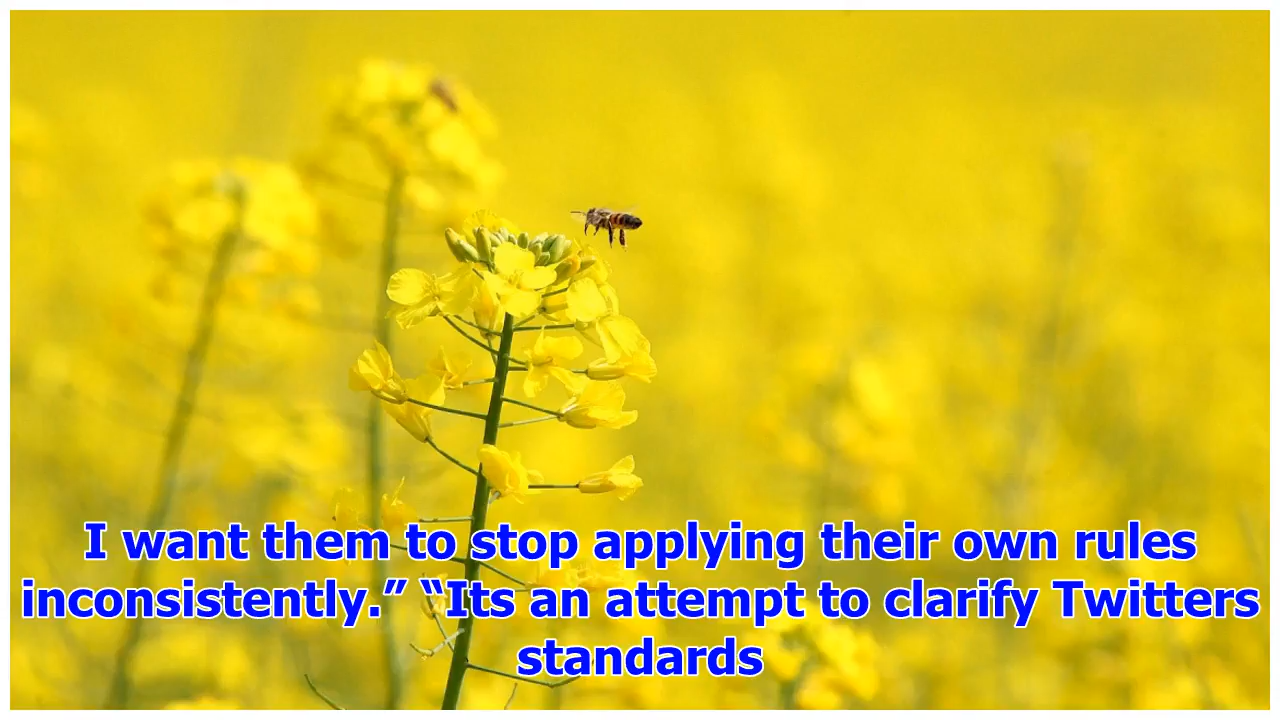 I want them to stop applying their own rules
inconsistently.” “Its an attempt to clarify Twitters
standards